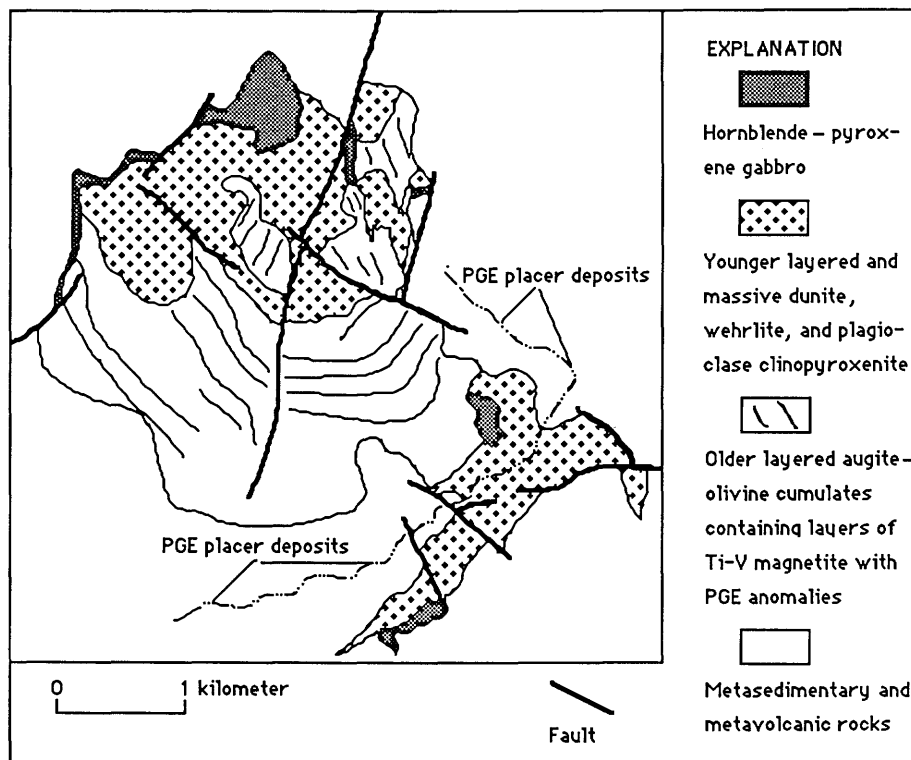 PGE placer deposits
PGE placer deposits
0 1 kilometer
Fault
EXPLANATION
Hornblende – pyrox-
ene gabbro
Younger layered and
massive dunite,
wehrlite, and plagio-
clase clinopyroxenite
Older layered augite–
olivine cumulates
containing layers of
Ti-V magnetite with
PGE anomalies
Metasedimentary and
metavolcanic rocks